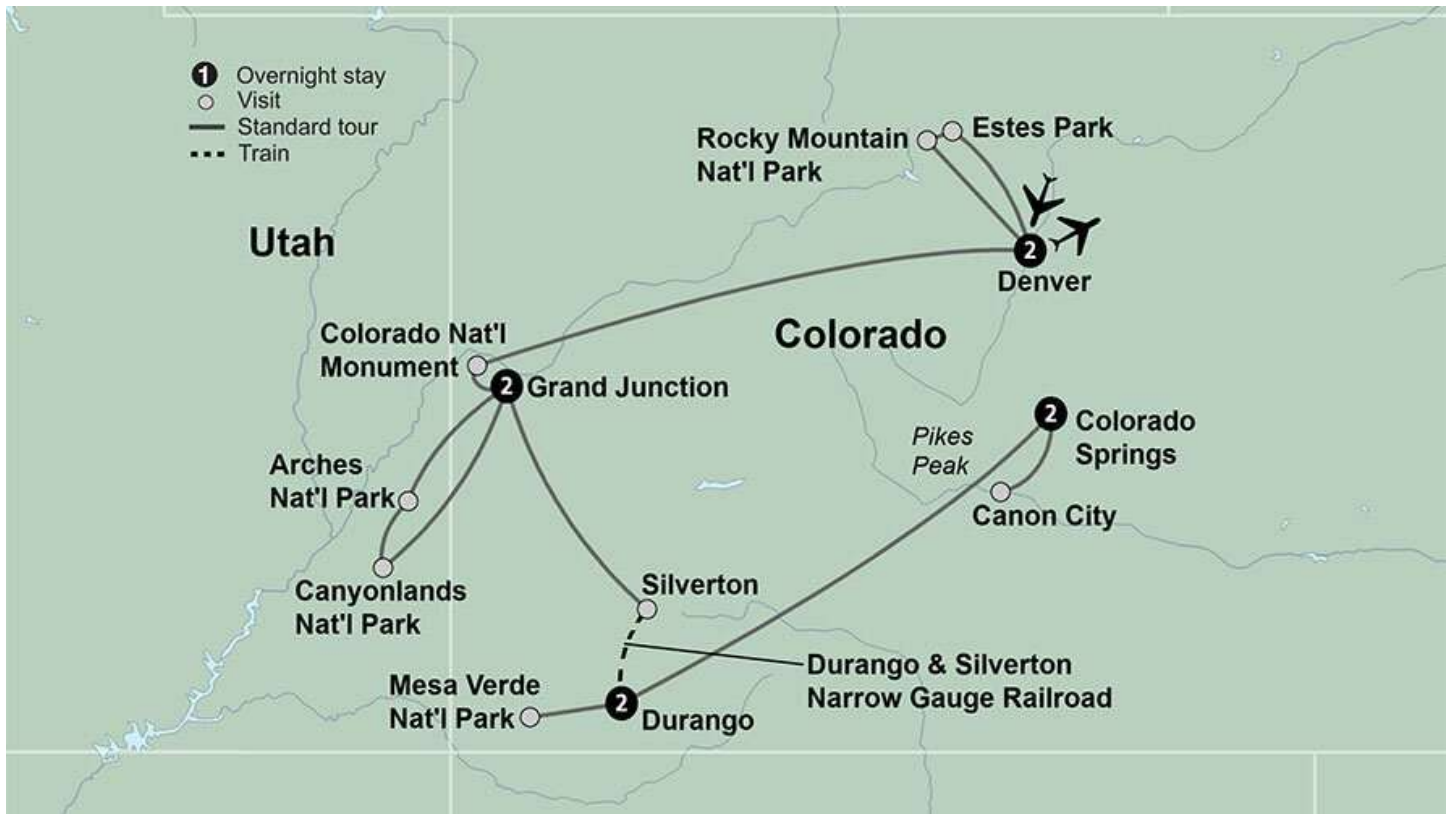 1 Overnight stay
Visit
Standard tour
Train
Rocky Mountain
Nat'l Park
Estes Park
Utah
2
Denver
Colorado
Colorado Nat'l
Monument
2 Grand Junction
2 Colorado
Springs
Pikes
Peak
Arches
Nat'l Park
Canon City
Canyonlands
Nat'l Park
Silverton
Durango & Silverton
Narrow Gauge Railroad
Mesa Verde
Nat'l Park
2 Durango